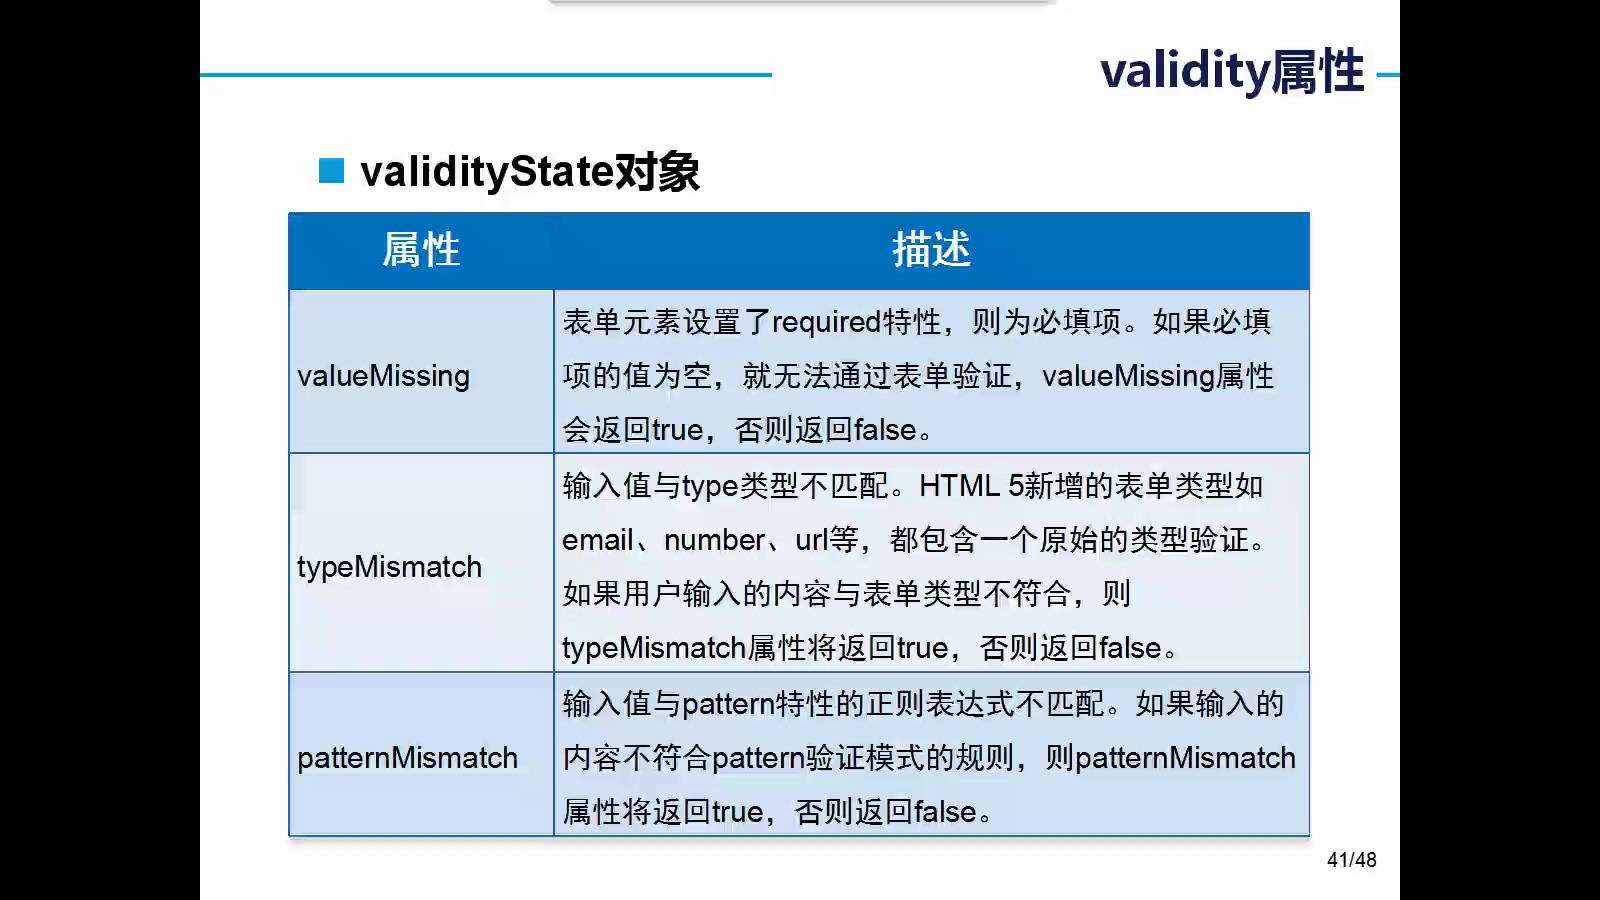 validity属性
validityState对象
属性
描述
valueMissing
表单元素设置了required特性，则为必填项。如果必填
项的值为空，就无法通过表单验证，valueMissing属性
会返回true，否则返回false。
typeMismatch
输入值与type类型不匹配。HTML 5新增的表单类型如
email、number、url等，都包含一个原始的类型验证。
如果用户输入的内容与表单类型不符合，则
typeMismatch属性将返回true，否则返回false。
patternMismatch
输入值与pattern特性的正则表达式不匹配。如果输入的
内容不符合pattern验证模式的规则，则patternMismatch
属性将返回true，否则返回false。
41/48